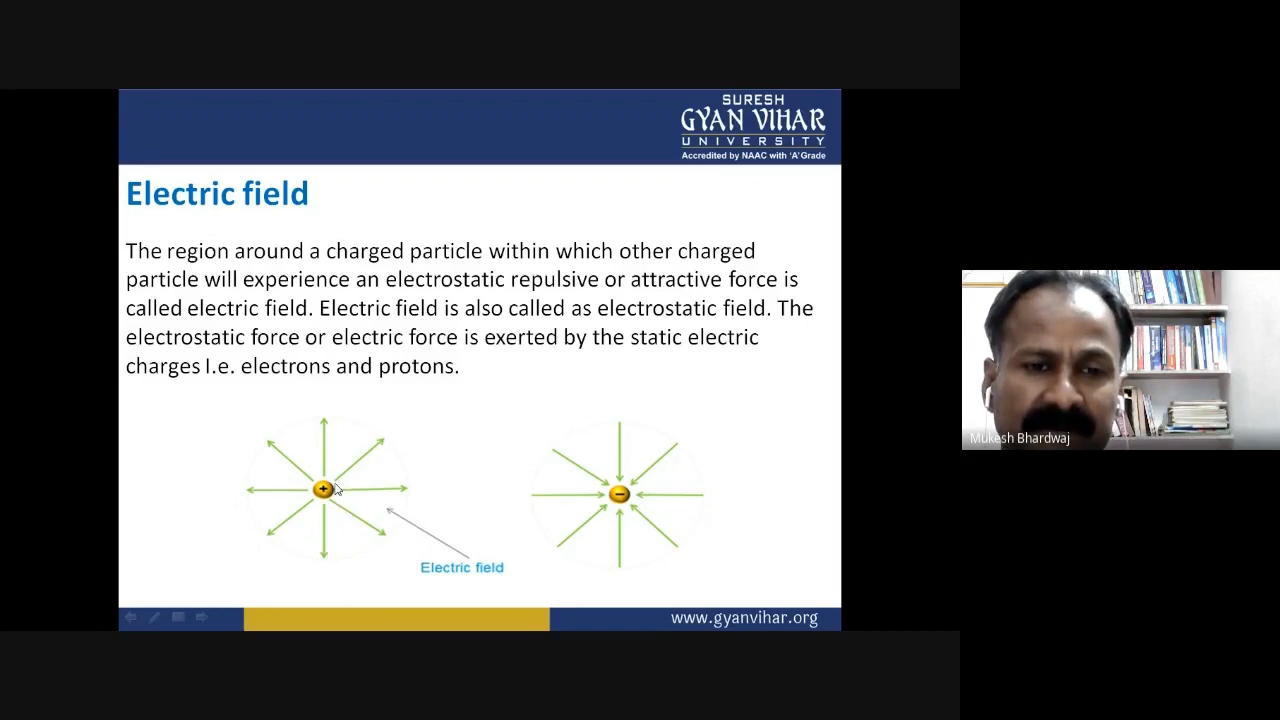 SURESH
GYAN VIHAR
UNIVERSITY
Accredited by NAAC with 'A' Grade
Electric field
The region around a charged particle within which other charged
particle will experience an electrostatic repulsive or attractive force is
called electric field. Electric field is also called as electrostatic field. The
electrostatic force or electric force is exerted by the static electric
charges I.e. electrons and protons.
+
−
Electric field
www.gyanvihar.org
Mukesh Bhardwaj